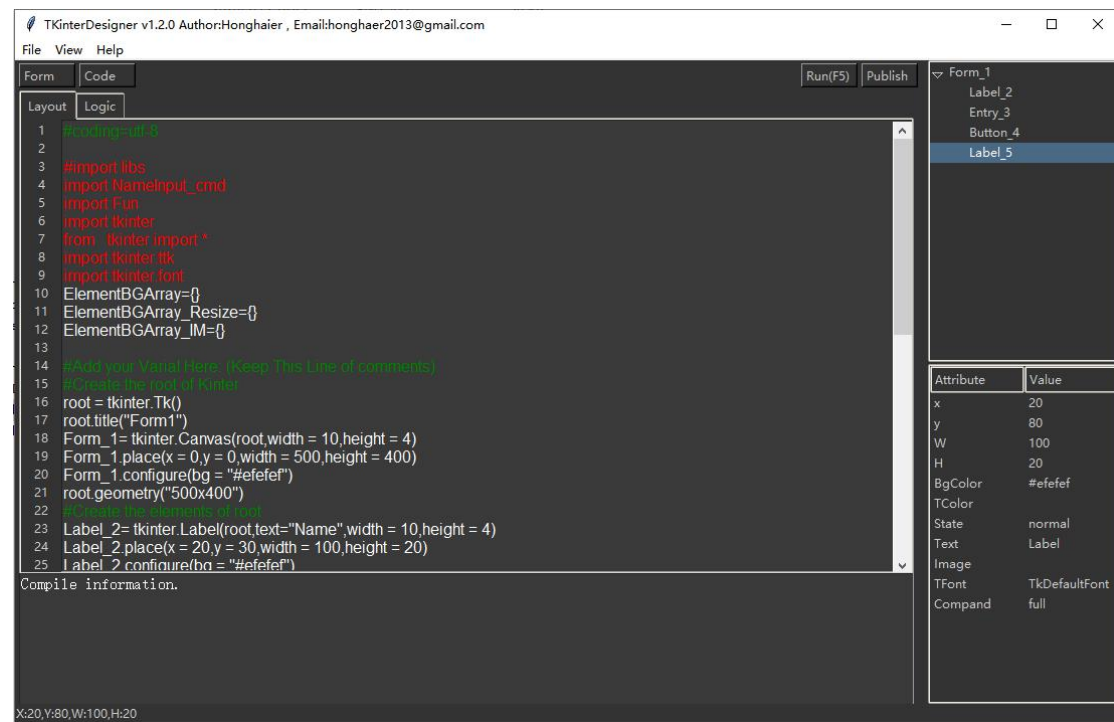 TKinterDesigner v1.2.0 Author:Honghaier , Email:honghaer2013@gmail.com
File View Help
Form Code Run(F5) Publish
Layout Logic
1 #coding=utf-8
2
3 #import libs
4 import NameInput_cmd
5 import Fun
6 import tkinter
7 from tkinter import *
8 import tkinter.ttk
9 import tkinter.font
10 ElementBGArray={}
11 ElementBGArray_Resize={}
12 ElementBGArray_IM={}
13
14 #Add your Varial Here: (Keep This Line of comments)
15 #Create the root of Kinter
16 root = tkinter.Tk()
17 root.title("Form1")
18 Form_1= tkinter.Canvas(root,width = 10,height = 4)
19 Form_1.place(x = 0,y = 0,width = 500,height = 400)
20 Form_1.configure(bg = "#efefef")
21 root.geometry("500x400")
22 #Create the elements of root
23 Label_2= tkinter.Label(root,text="Name",width = 10,height = 4)
24 Label_2.place(x = 20,y = 30,width = 100,height = 20)
25 Label_2.configure(bg = "#efefef")
Compile information.
X:20,Y:80,W:100,H:20
Form_1
Label_2
Entry_3
Button_4
Label_5
Attribute Value
x 20
y 80
W 100
H 20
BgColor #efefef
TColor
State normal
Text Label
Image
TFont TkDefaultFont
Compand full